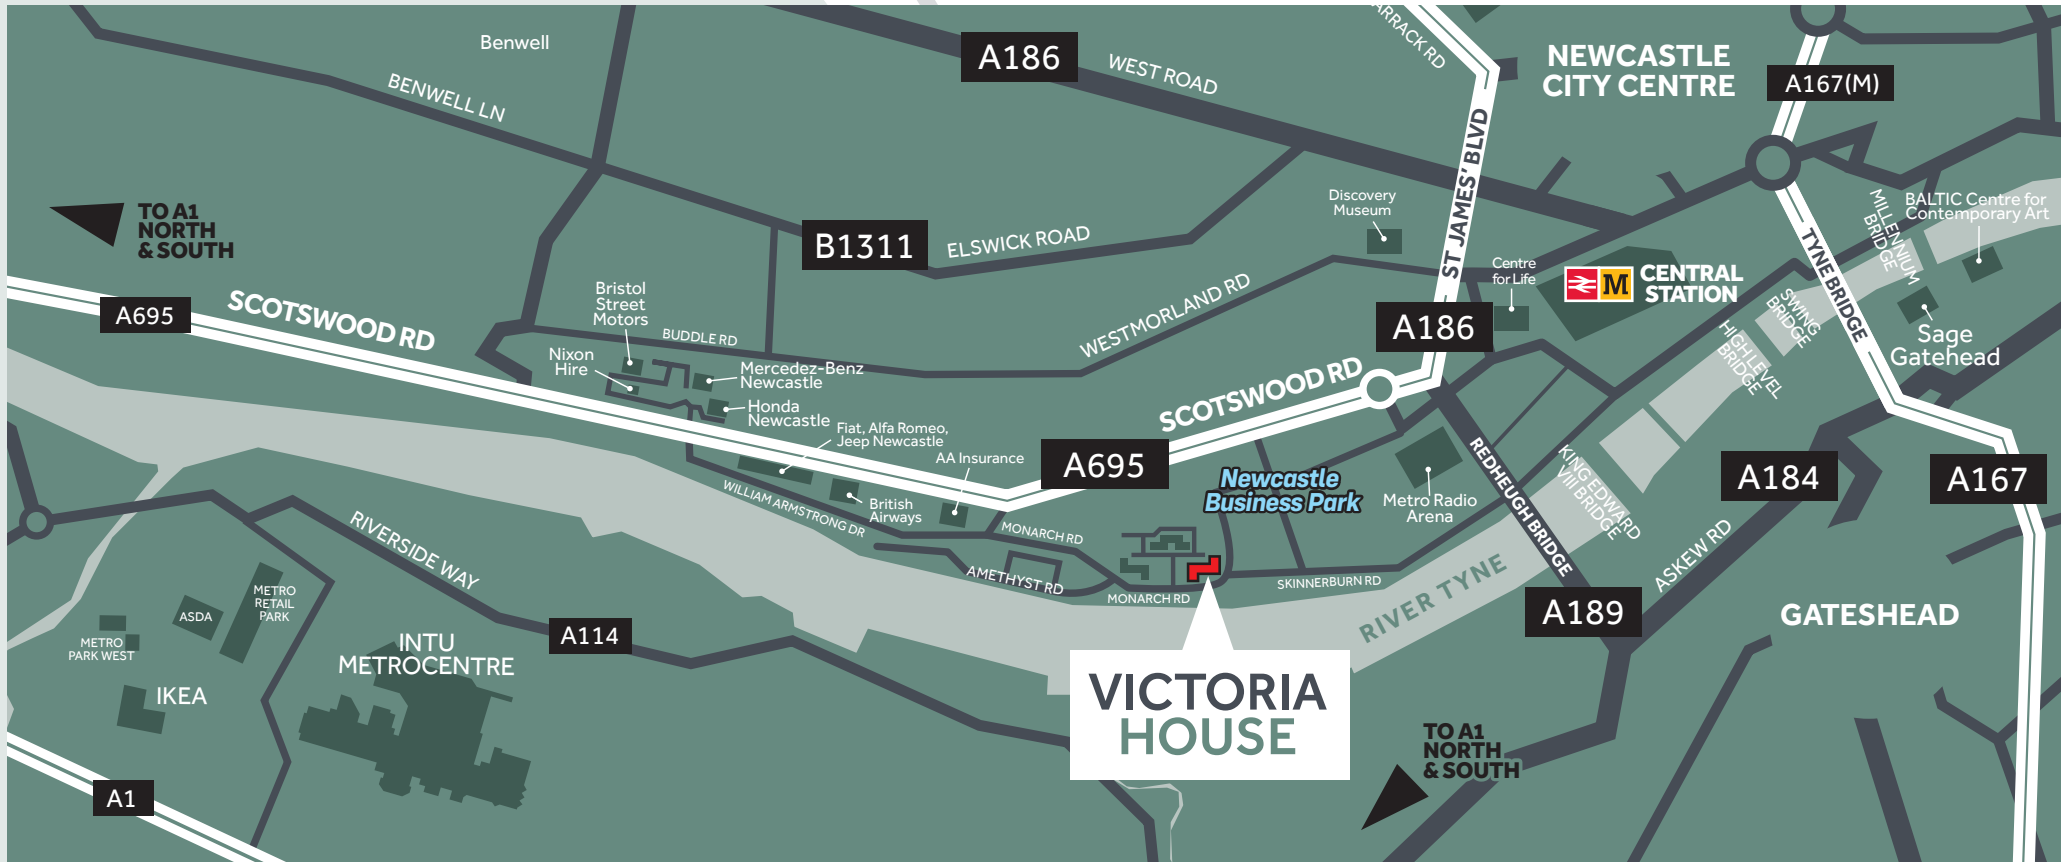 Benwell
BENWELL LN
A186
WEST ROAD
ARRACK RD
NEWCASTLE
CITY CENTRE
A167(M)
TO A1
NORTH
& SOUTH
B1311
ELSWICK ROAD
Discovery
Museum
ST JAMES' BLVD
MILLENNIUM
BRIDGE
BALTIC Centre for
Contemporary Art
A695
SCOTSWOOD RD
Bristol
Street
Motors
BUDDLE RD
WESTMORLAND RD
Centre
for Life
M
CENTRAL
STATION
TYNE BRIDGE
SWING
BRIDGE
HIGH LEVEL
BRIDGE
Sage
Gatehead
A186
Nixon
Hire
Mercedez-Benz
Newcastle
Honda
Newcastle
SCOTSWOOD RD
Fiat, Alfa Romeo,
Jeep Newcastle
AA Insurance
A695
British
Airways
WILLIAM ARMSTRONG DR
Newcastle
Business Park
Metro Radio
Arena
REDHEUGH BRIDGE
KING EDWARD
VIII BRIDGE
A184
A167
MONARCH RD
AMETHYST RD
MONARCH RD
SKINNERBURN RD
RIVER TYNE
ASKEW RD
A189
GATESHEAD
RIVERSIDE WAY
METRO
RETAIL
PARK
ASDA
METRO
PARK WEST
IKEA
INTU
METROCENTRE
A114
VICTORIA
HOUSE
TO A1
NORTH
& SOUTH
A1